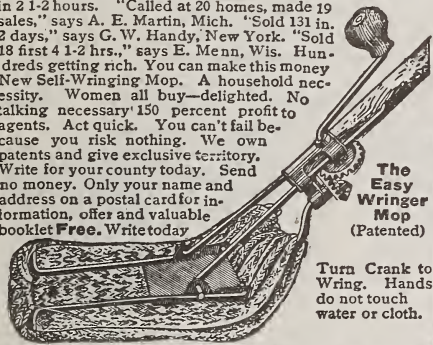 in 2 1-2 hours. "Called at 20 homes, made 19
sales," says A. E. Martin, Mich. "Sold 131 in.
2 days," says G. W. Handy, New York. "Sold
18 first 4 1-2 hrs.," says E. Menn, Wis. Hun-
dreds getting rich. You can make this money
New Self-Wringing Mop. A household nec-
essity. Women all buy—delighted. No
talking necessary 150 percent profit to
agents. Act quick. You can't fail be-
cause you risk nothing. We own
patents and give exclusive territory.
Write for your county today. Send
no money. Only your name and
address on a postal card for in-
formation, offer and valuable
booklet Free. Write today
The
Easy
Wringer
Mop
(Patented)
Turn Crank to
Wring. Hands
do not touch
water or cloth.